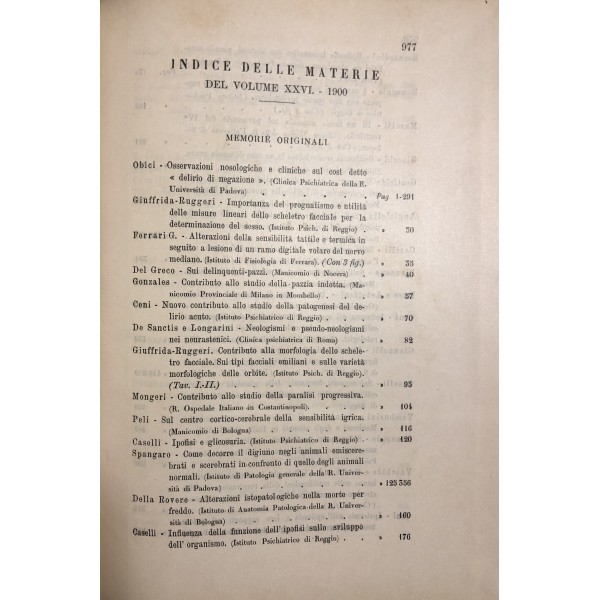 977
INDICE DELLE MATERIE
DEL VOLUME XXVI. - 1900
MEMORIE ORIGINALI
Obici - Osservazioni nosologiche e cliniche sul cost detto
« delirio di negazione ». (Clinica Psichiatrica della R.
Università di Padova) . . . . . . Pag 1-291
Giuffrida-Ruggeri - Importanza del prognatismo e utilità
delle misure lineari dello scheletro facciale per la
determinazione del sesso. (Istituto Psich. di Reggio) . » 30
Ferrari G. - Alterazioni della sensibilità tattile e termica in
seguito a lesione di un ramo digitale volare del nervo
mediano. (Istituto di Fisiologia di Ferrara). (Con 3 fig.) » 33
Del Greco - Sui delinquenti-pazzi. (Manicomio di Nocera) » 40
Gonzales - Contributo allo studio della pazzia indotta. (Ma-
nicomio Provinciale di Milano in Mombello) . . . » 57
Ceni - Nuovo contributo allo studio della patogenesi del de-
lirio acuto. (Istituto Psichiatrico di Reggio) . . . » 70
De Sanctis e Longarini - Neologismi e pseudo-neologismi
nei neurastenici. (Clinica psichiatrica di Roma) . . » 82
Giuffrida-Ruggeri. Contributo alla morfologia dello schele-
tro facciale. Sui tipi facciali emiliani e sulle varietà
morfologiche delle orbite. (Istituto Psich. di Reggio).
(Tav. I.-II.) . . . . . . . » 93
Mongeri - Contributo allo studio della paralisi progressiva.
(R. Ospedale Italiano in Costantinopoli) . . . . » 104
Peli - Sul centro cortico-cerebrale della sensibilità igrica.
(Manicomio di Bologna) . . . . . . » 116
Caselli - Ipofisi e glicosuria. (Istituto Psichiatrico di Reggio) . » 120
Spangaro - Come decorre il digiuno negli animali emiscere-
brati e scerebrati in confronto di quello degli animali
normali. (Istituto di Patologia generale della R. Univer-
sità di Padova) . . . . . . . » 123 536
Della Rovere - Alterazioni istopatologiche nella morte per
freddo. (Istituto di Anatomia Patologica della R. Univer-
sità di Bologna) . . . . . . . » 160
Caselli - Influenza della funzione dell'ipofisi sullo sviluppo
dell'organismo. (Istituto Psichiatrico di Reggio) . . » 176